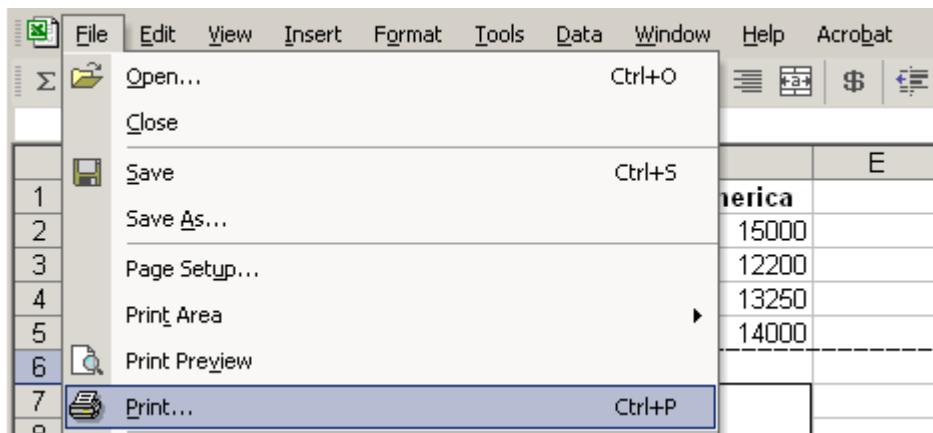 File Edit View Insert Format Tools Data Window Help Acrobat
Open... Ctrl+O
Σ $
Close
E
Save Ctrl+S
1 merica
Save As...
2 15000
Page Setup...
3 12200
4 13250
Print Area
5 14000
Print Preview
6
7
Print... Ctrl+P